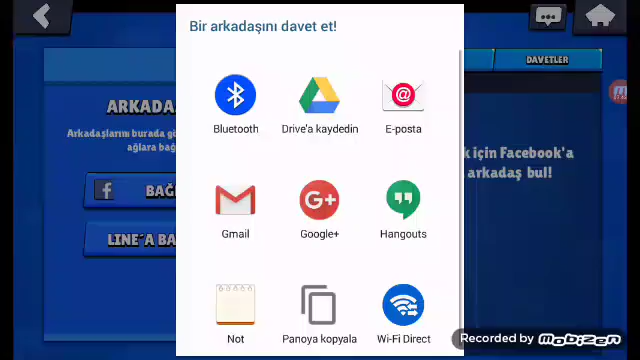 Bir arkadaşını davet et!
DAVETLER
Bluetooth
Drive'a kaydedin
E-posta
ARKADA
Arkadaşlarını burada gö
ağlara bağ
k için Facebook'a
arkadaş bul!
BAĞ
Gmail
Google+
Hangouts
LINE´A BA
Not
Panoya kopyala
Wi-Fi Direct
Recorded by MOBIZEN